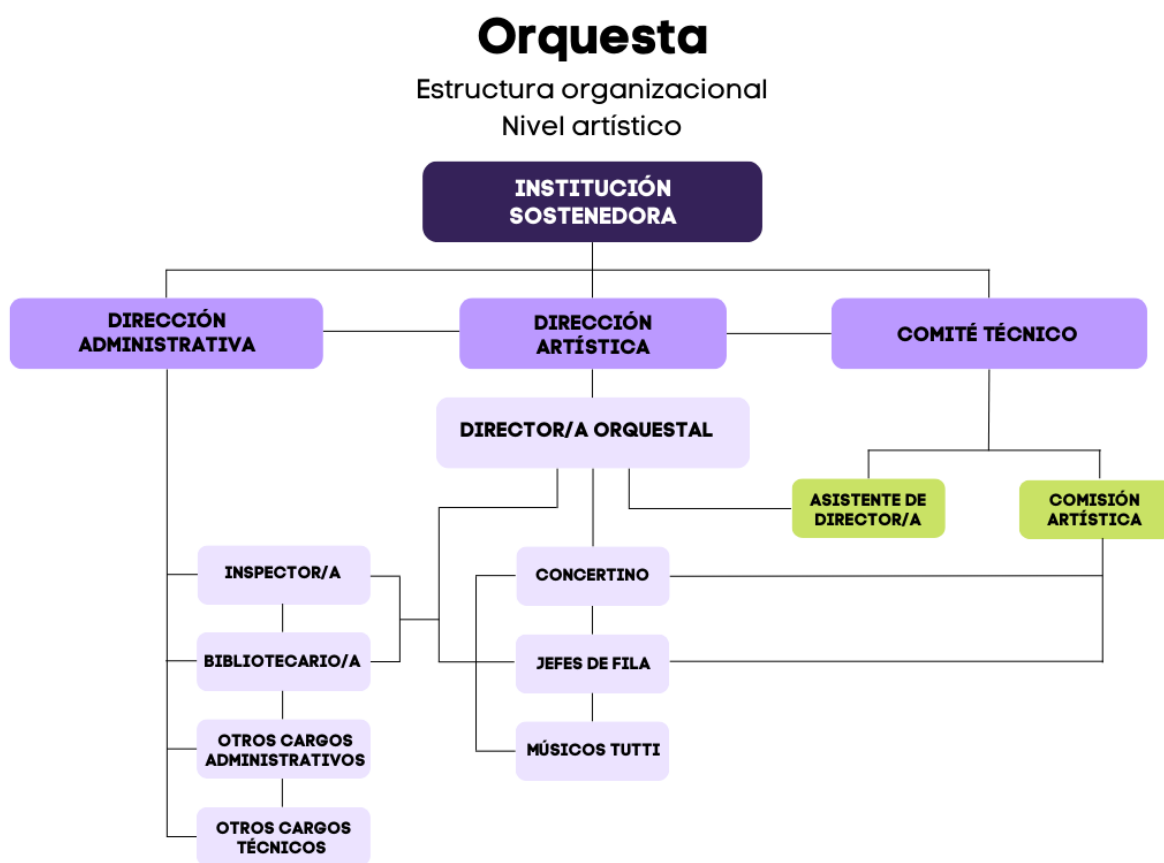 Orquesta
Estructura organizacional
Nivel artístico
INSTITUCIÓN
SOSTENEDORA
DIRECCIÓN
ADMINISTRATIVA
DIRECCIÓN
ARTÍSTICA
COMITÉ TÉCNICO
DIRECTOR/A ORQUESTAL
ASISTENTE DE
DIRECTOR/A
COMISIÓN
ARTÍSTICA
INSPECTOR/A
CONCERTINO
BIBLIOTECARIO/A
JEFES DE FILA
OTROS CARGOS
ADMINISTRATIVOS
MÚSICOS TUTTI
OTROS CARGOS
TÉCNICOS